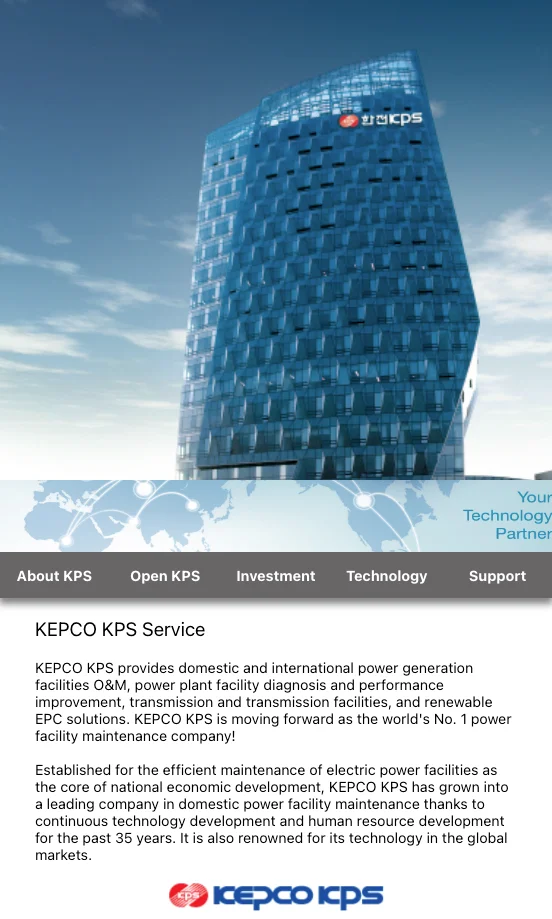 한전KPS
Your
Technology
Partner
About KPS Open KPS Investment Technology Support
KEPCO KPS Service
KEPCO KPS provides domestic and international power generation
facilities O&M, power plant facility diagnosis and performance
improvement, transmission and transmission facilities, and renewable
EPC solutions. KEPCO KPS is moving forward as the world's No. 1 power
facility maintenance company!
Established for the efficient maintenance of electric power facilities as
the core of national economic development, KEPCO KPS has grown into
a leading company in domestic power facility maintenance thanks to
continuous technology development and human resource development
for the past 35 years. It is also renowned for its technology in the global
markets.
cps KEPCO KPS